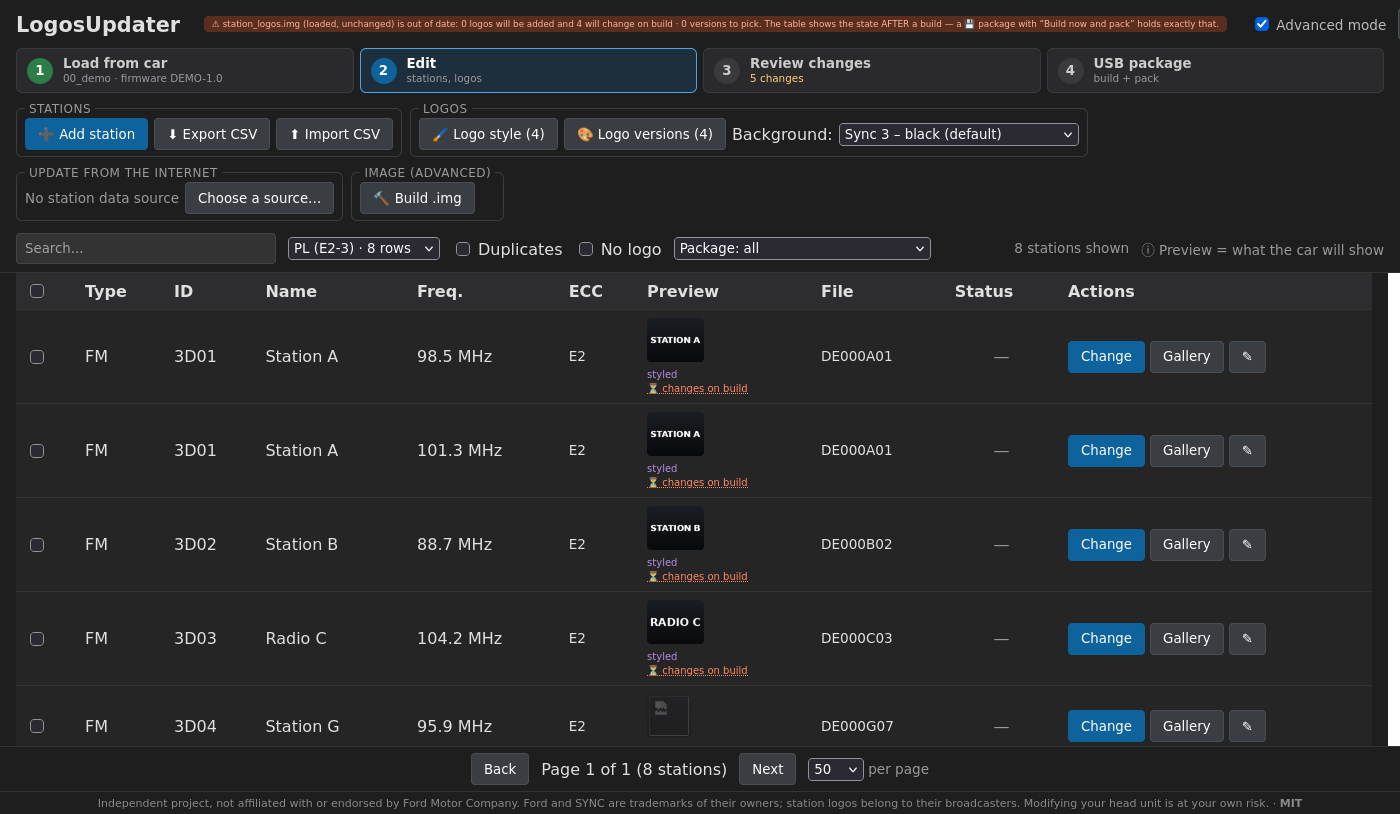 LogosUpdater
⚠ station_logos.img (loaded, unchanged) is out of date: 0 logos will be added and 4 will change on build · 0 versions to pick. The table shows the state AFTER a build — a 💾 package with “Build now and pack” holds exactly that.
Advanced mode
1 Load from car
00_demo · firmware DEMO-1.0
2 Edit
stations, logos
3 Review changes
5 changes
4 USB package
build + pack
STATIONS
➕ Add station
⬇ Export CSV
⬆ Import CSV
LOGOS
🖌️ Logo style (4)
🎨 Logo versions (4)
Background: Sync 3 – black (default)
UPDATE FROM THE INTERNET
No station data source
Choose a source...
IMAGE (ADVANCED)
🔨 Build .img
Search...
PL (E2-3) · 8 rows
Duplicates
No logo
Package: all
8 stations shown
ⓘ Preview = what the car will show
Type ID Name Freq. ECC Preview File Status Actions
STATION A
FM 3D01 Station A 98.5 MHz E2 DE000A01 — Change Gallery ✎
styled
⏳ changes on build
STATION A
FM 3D01 Station A 101.3 MHz E2 DE000A01 — Change Gallery ✎
styled
⏳ changes on build
STATION B
FM 3D02 Station B 88.7 MHz E2 DE000B02 — Change Gallery ✎
styled
⏳ changes on build
RADIO C
FM 3D03 Radio C 104.2 MHz E2 DE000C03 — Change Gallery ✎
styled
⏳ changes on build
FM 3D04 Station G 95.9 MHz E2 DE000G07 — Change Gallery ✎
Back Page 1 of 1 (8 stations) Next 50 per page
Independent project, not affiliated with or endorsed by Ford Motor Company. Ford and SYNC are trademarks of their owners; station logos belong to their broadcasters. Modifying your head unit is at your own risk. · MIT